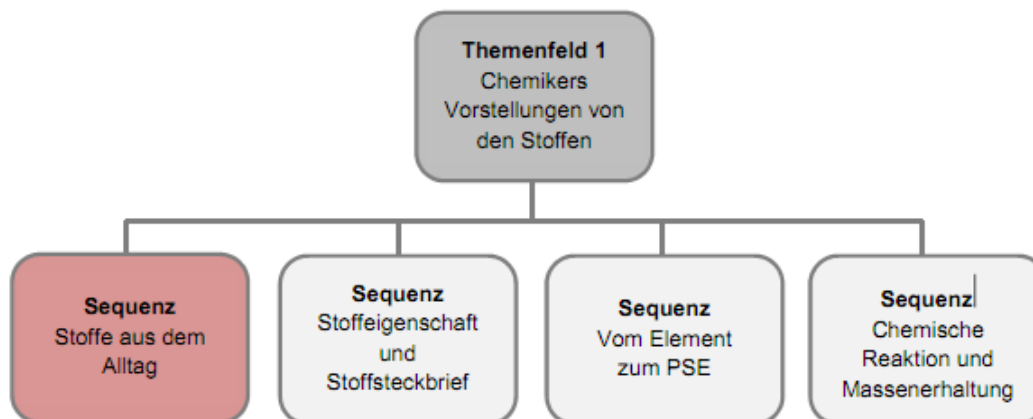 Themenfeld 1
Chemikers
Vorstellungen von
den Stoffen
Sequenz
Stoffe aus dem
Alltag
Sequenz
Stoffeigenschaft
und
Stoffsteckbrief
Sequenz
Vom Element
zum PSE
Sequenz
Chemische
Reaktion und
Massenerhaltung